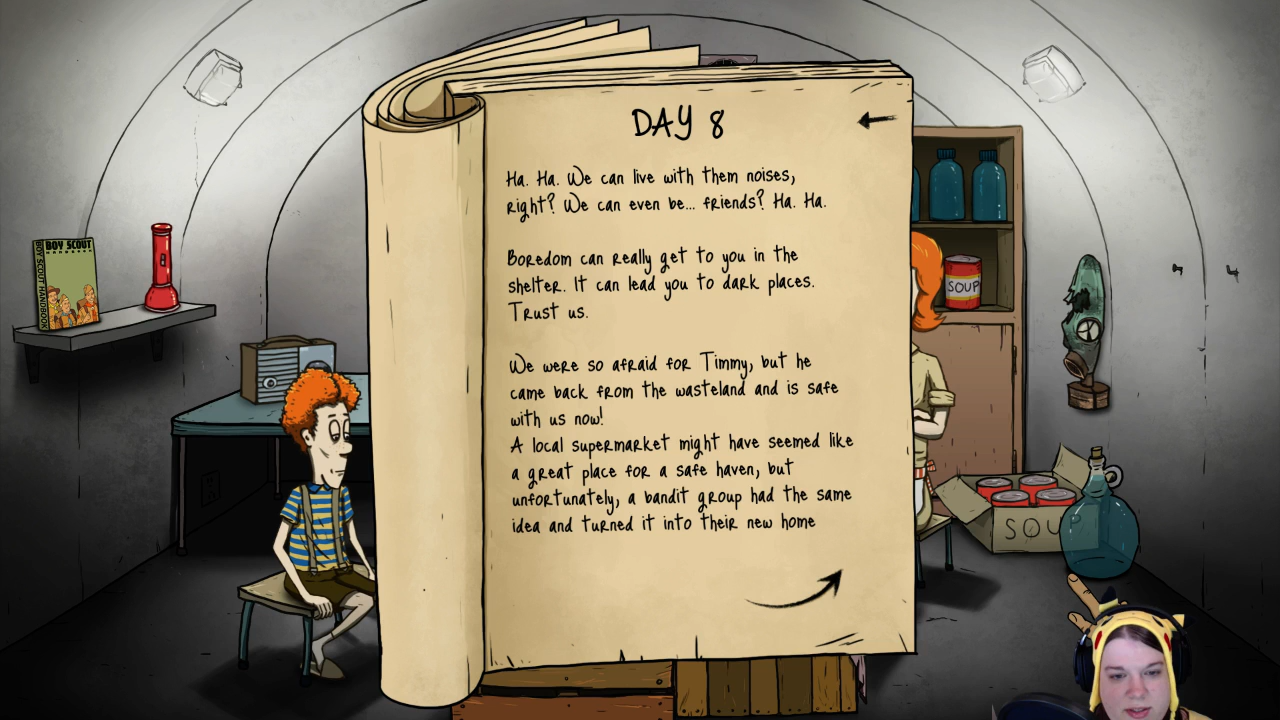 DAY 8
Ha. Ha. We can live with them noises,
right? We can even be... friends? Ha. Ha.
Boredom can really get to you in the
shelter. It can lead you to dark places.
Trust us.
We were so afraid for Timmy, but he
came back from the wasteland and is safe
with us now!
A local supermarket might have seemed like
a great place for a safe haven, but
unfortunately, a bandit group had the same
idea and turned it into their new home
BOY SCOUT
BOY SCOUT HANDBOOK
SOUP
SOUP